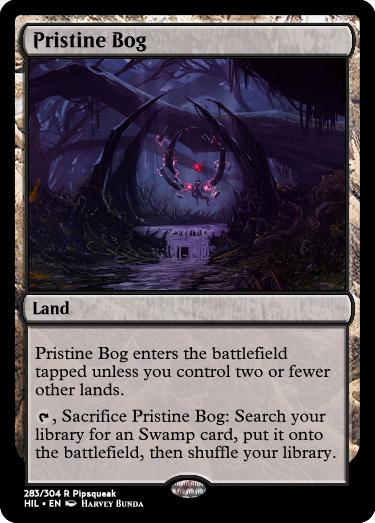 Pristine Bog
Land
Pristine Bog enters the battlefield
tapped unless you control two or fewer
other lands.
, Sacrifice Pristine Bog: Search your
library for an Swamp card, put it onto
the battlefield, then shuffle your library.
283/304 R Pipsqueak
HIL • EN Harvey Bunda